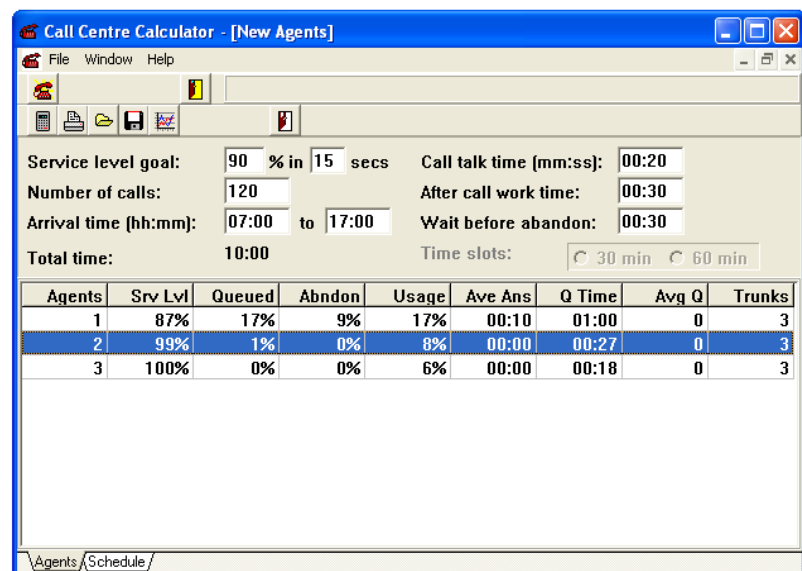 Call Centre Calculator - [New Agents]
File Window Help
Service level goal: 90 % in 15 secs Call talk time (mm:ss): 00:20
Number of calls: 120 After call work time: 00:30
Arrival time (hh:mm): 07:00 to 17:00 Wait before abandon: 00:30
Total time: 10:00 Time slots: 30 min 60 min
Agents Srv Lvl Queued Abndon Usage Ave Ans Q Time Avg Q Trunks
1 87% 17% 9% 17% 00:10 01:00 0 3
2 99% 1% 0% 8% 00:00 00:27 0 3
3 100% 0% 0% 6% 00:00 00:18 0 3
Agents Schedule